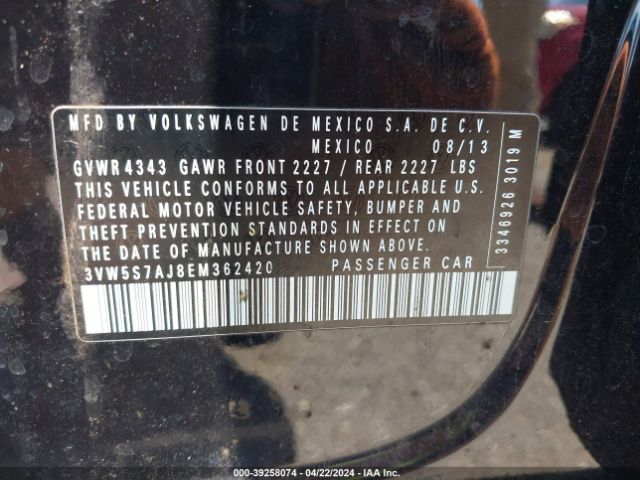 MFD BY VOLKSWAGEN DE MEXICO S.A. DE C.V.
MEXICO 08/13
GVWR 4343 GAWR FRONT 2227 / REAR 2227 LBS
THIS VEHICLE CONFORMS TO ALL APPLICABLE U.S.
FEDERAL MOTOR VEHICLE SAFETY, BUMPER AND
THEFT PREVENTION STANDARDS IN EFFECT ON
THE DATE OF MANUFACTURE SHOWN ABOVE.
3VW5S7AJ8EM362420 PASSENGER CAR
3346926 3019 M
000-39258074 | 04/22/2024 | IAA Inc.